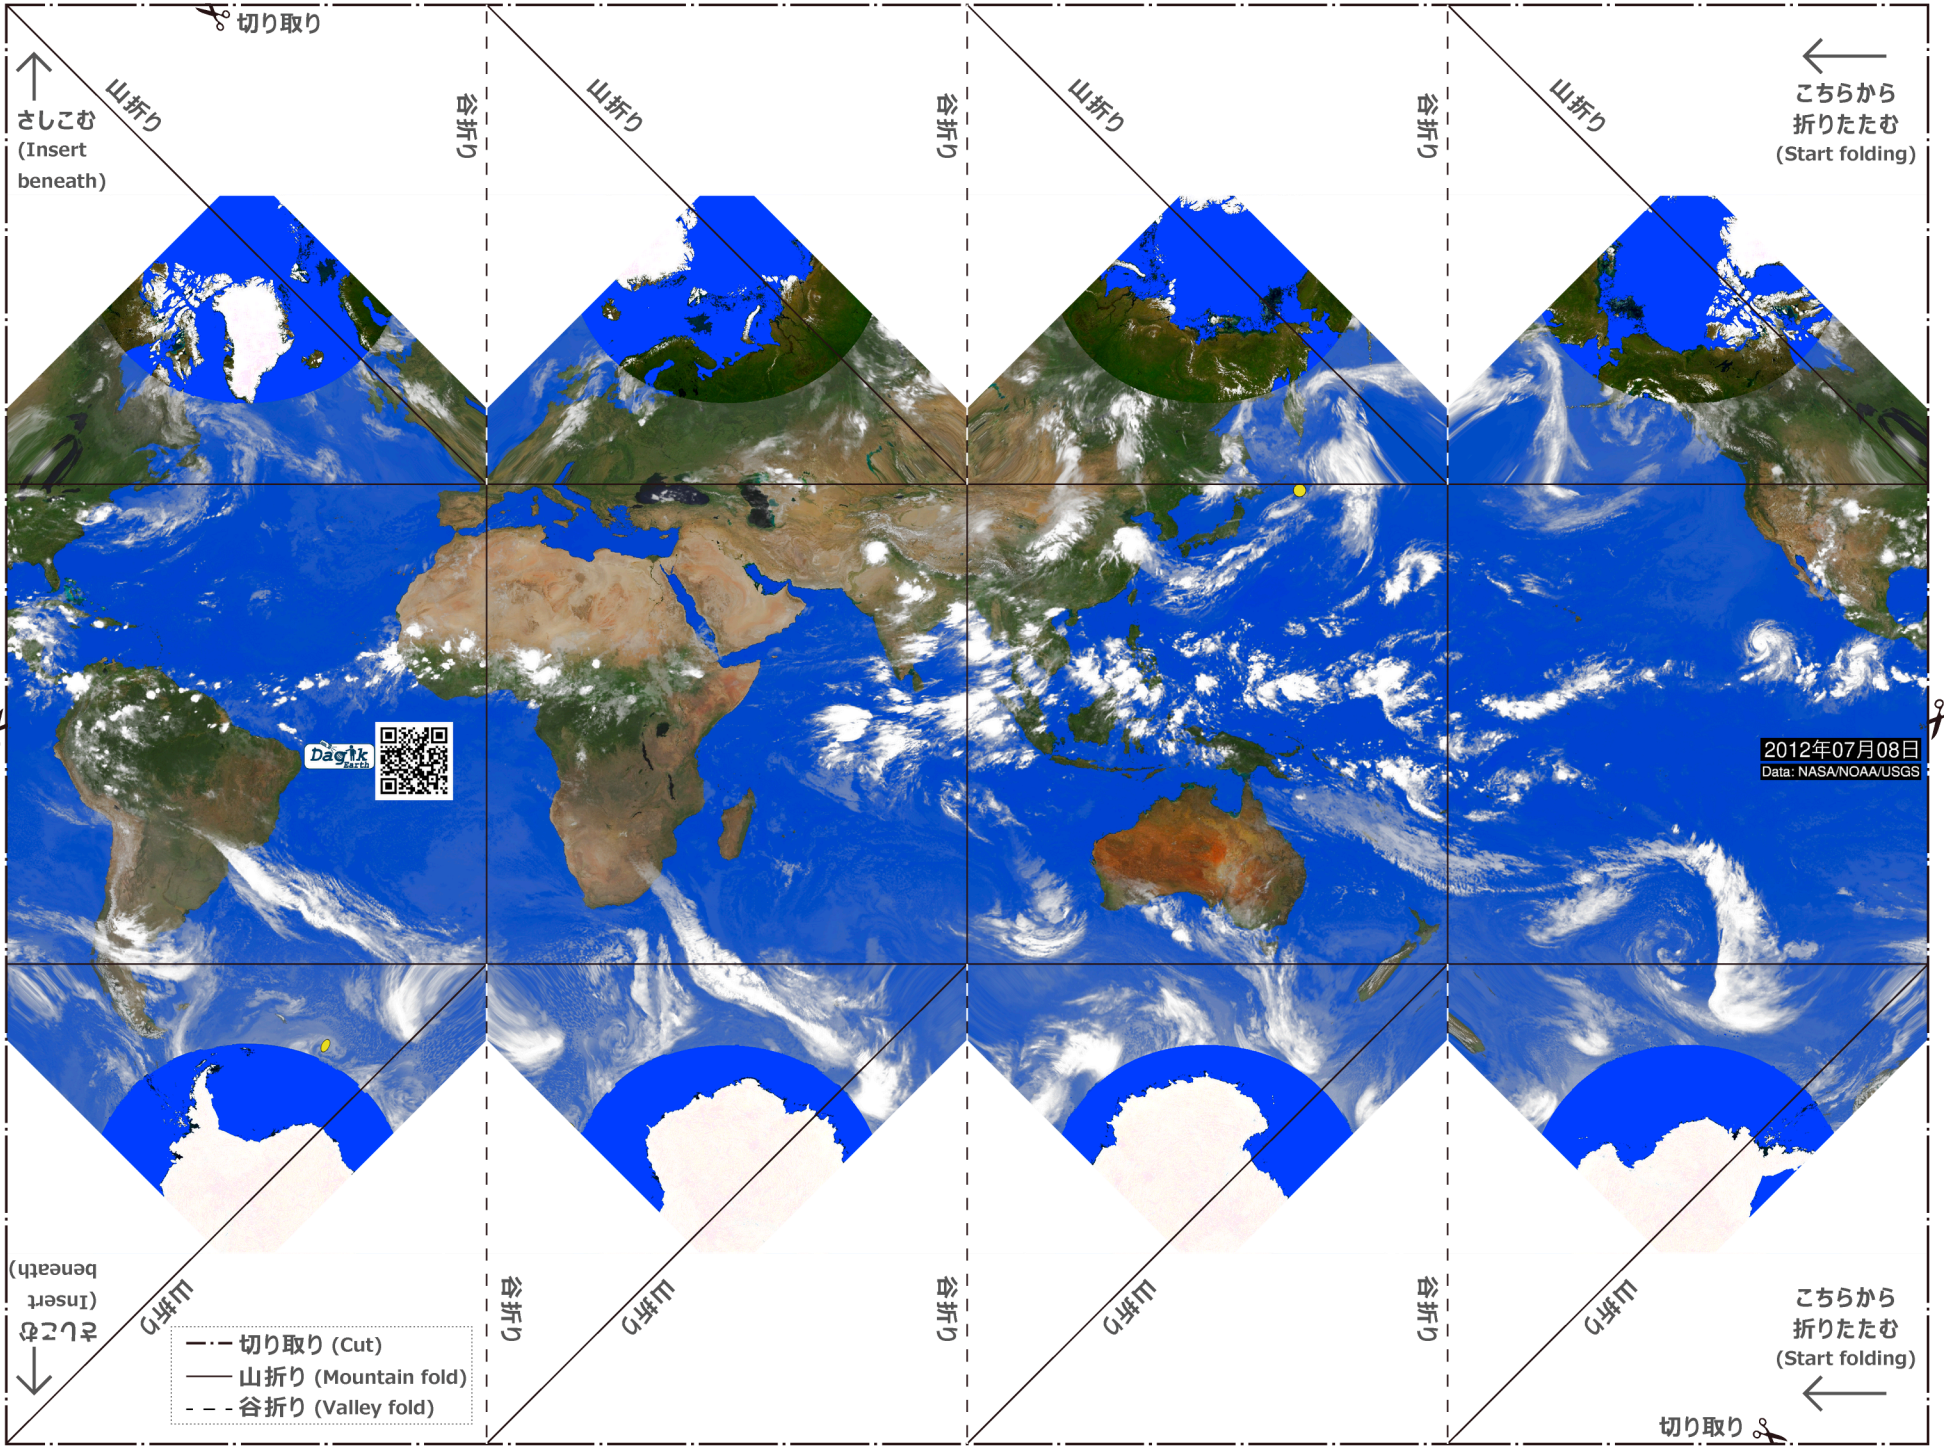 切り取り
山折り
谷折り
山折り
谷折り
山折り
谷折り
山折り
こちらから
折りたたむ
(Start folding)
さしこむ
(Insert
beneath)
Dagik
Earth
2012年07月08日
Data: NASA/NOAA/USGS
さしこむ
(Insert
beneath)
山折り
谷折り
山折り
谷折り
山折り
谷折り
山折り
こちらから
折りたたむ
(Start folding)
切り取り (Cut)
山折り (Mountain fold)
谷折り (Valley fold)
切り取り